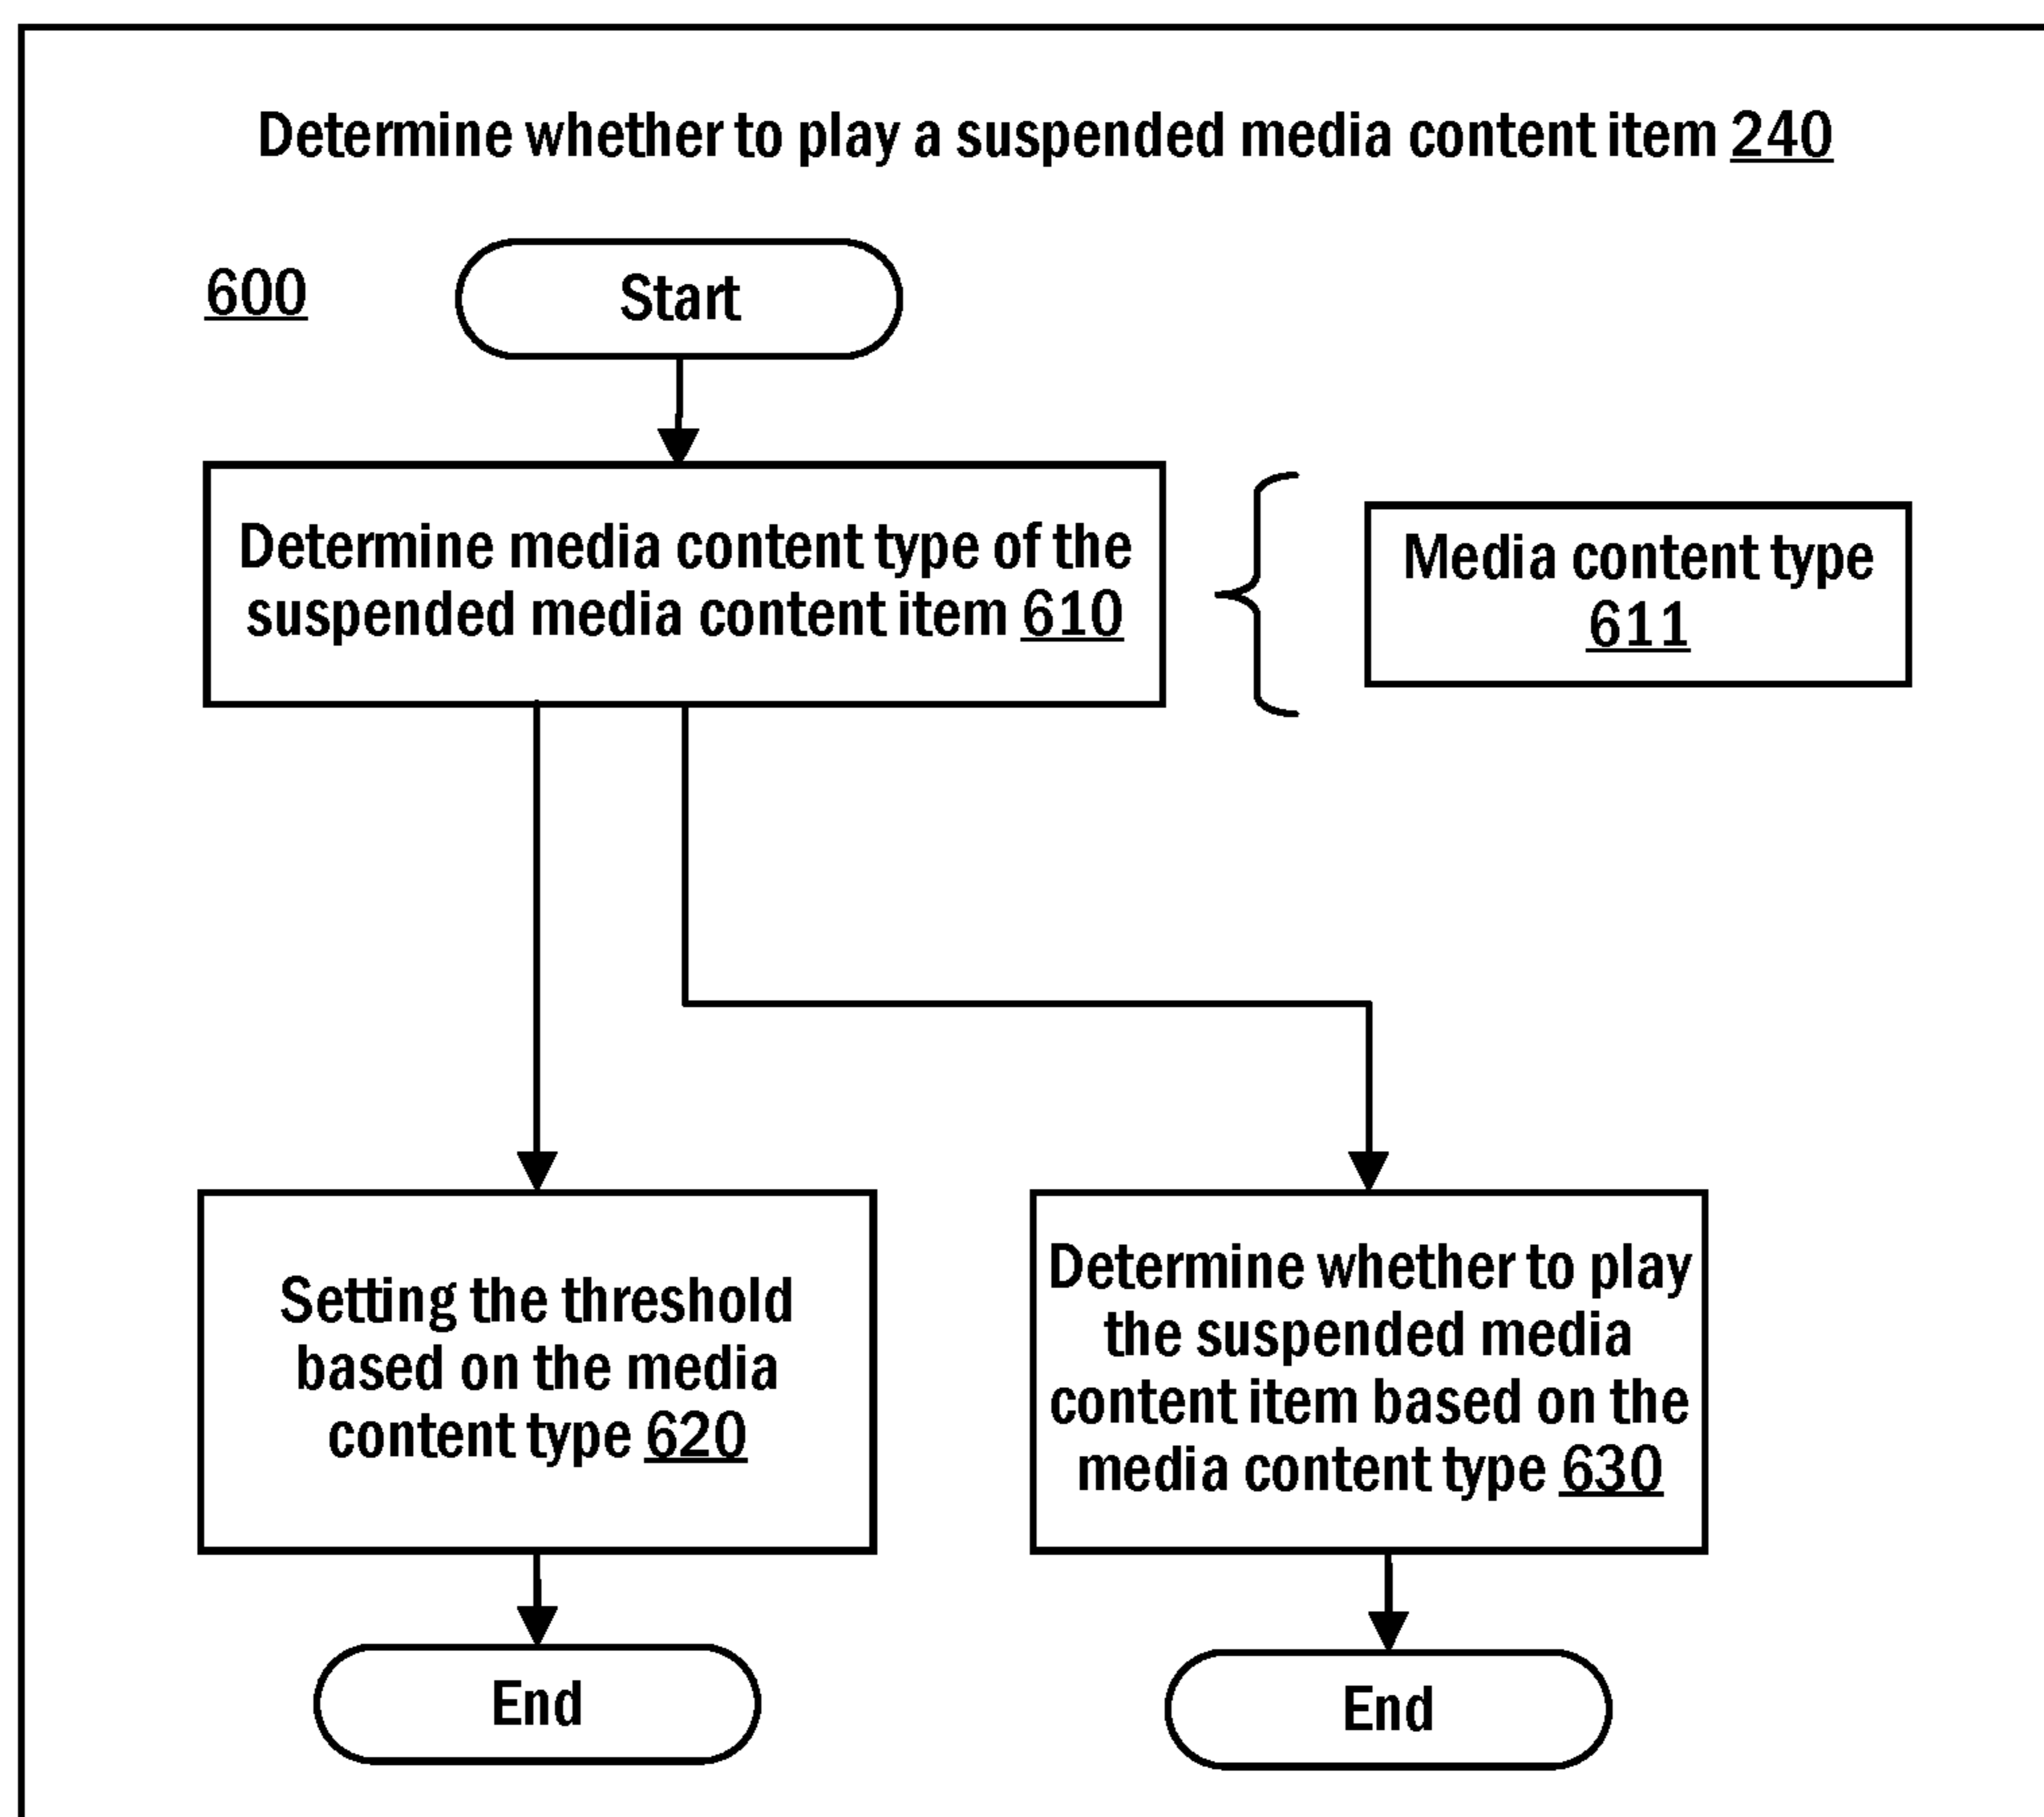 Determine whether to play a suspended media content item 240
600
Start
Determine media content type of the
suspended media content item 610
Media content type
611
Setting the threshold
based on the media
content type 620
Determine whether to play
the suspended media
content item based on the
media content type 630
End
End